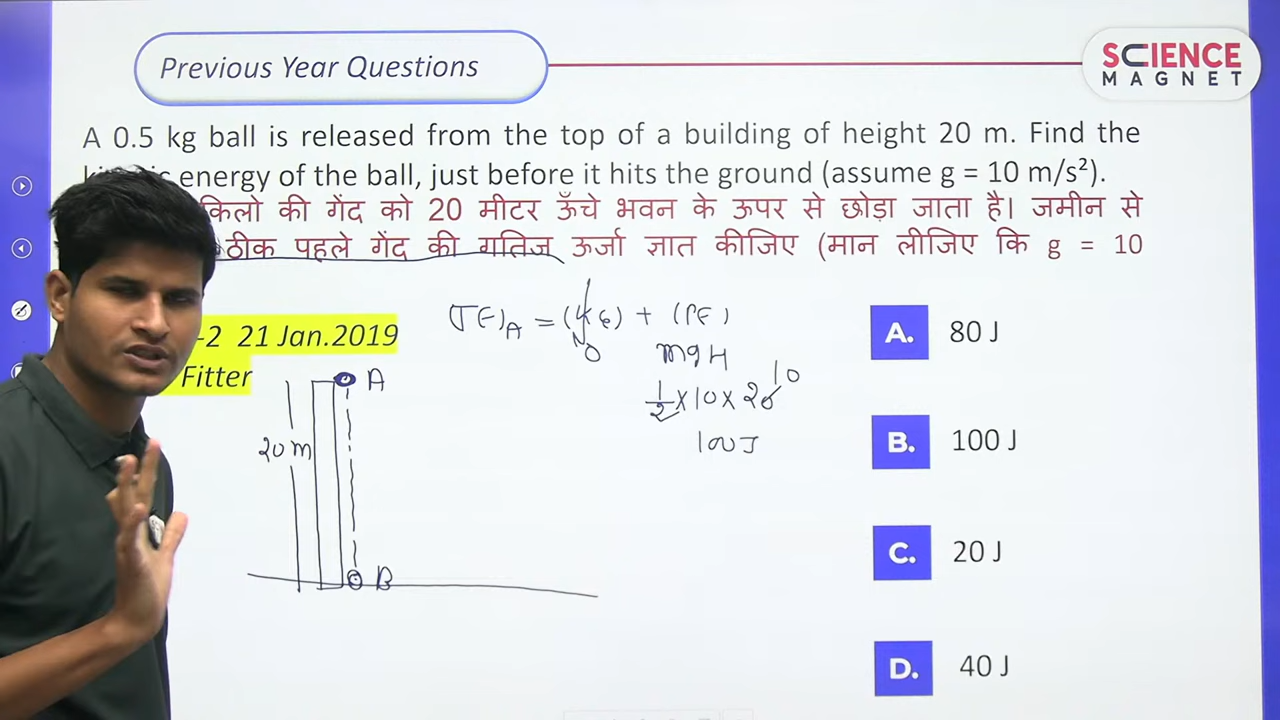 Previous Year Questions
SCIENCE
MAGNET
A 0.5 kg ball is released from the top of a building of height 20 m. Find the
energy of the ball, just before it hits the ground (assume g = 10 m/s²).
किलो की गेंद को 20 मीटर ऊँचे भवन के ऊपर से छोड़ा जाता है। जमीन से
ठीक पहले गेंद की गतिज ऊर्जा ज्ञात कीजिए (मान लीजिए कि g = 10
-2 21 Jan.2019
Fitter
(TE)A = (KE) + (PE)
0
mgH
1/2 × 10 × 20 10
100J
A
20m
B
A. 80 J
B. 100 J
C. 20 J
D. 40 J